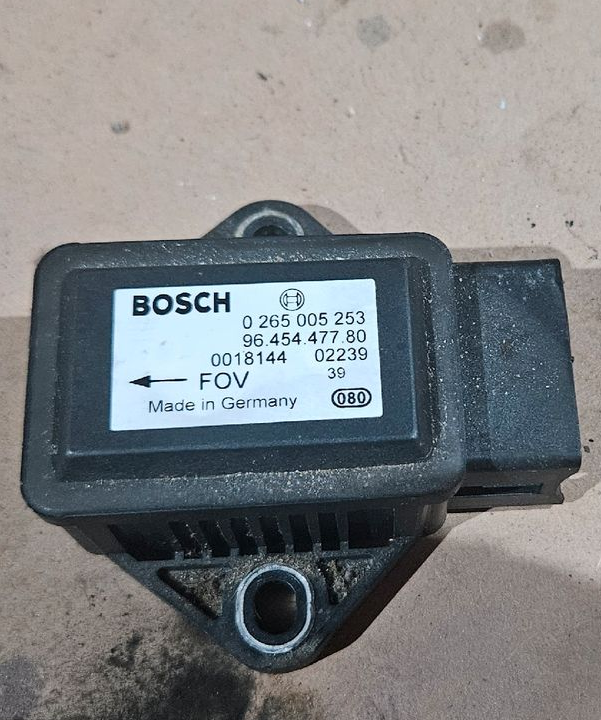 BOSCH
0 265 005 253
96.454.477.80
0018144 02239
FOV 39
Made in Germany 080